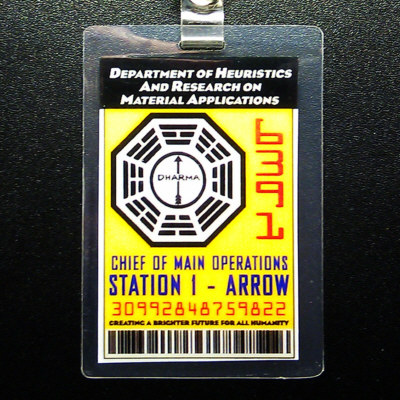 DEPARTMENT OF HEURISTICS
AND RESEARCH ON
MATERIAL APPLICATIONS
DHARMA
6391
CHIEF OF MAIN OPERATIONS
STATION 1 - ARROW
30992848759822
CREATING A BRIGHTER FUTURE FOR ALL HUMANITY